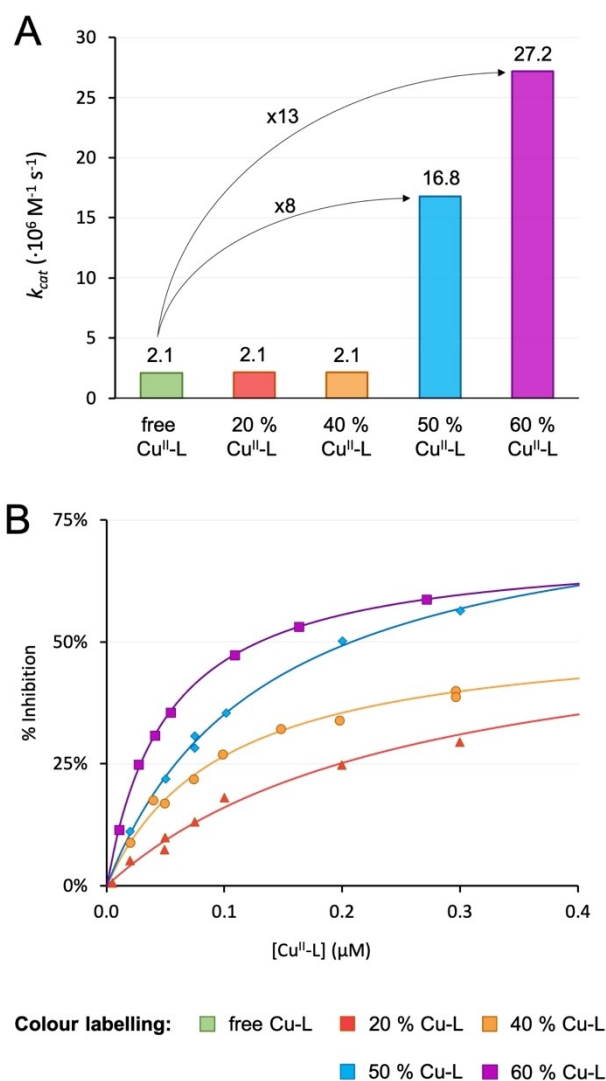 A
30
25
20
15
10
5
0
k_cat (·10⁶ M⁻¹ s⁻¹)
x13
x8
2.1
2.1
2.1
16.8
27.2
free Cuᴵᴵ-L
20 % Cuᴵᴵ-L
40 % Cuᴵᴵ-L
50 % Cuᴵᴵ-L
60 % Cuᴵᴵ-L
B
75%
50%
25%
0%
% Inhibition
0.0 0.1 0.2 0.3 0.4
[Cuᴵᴵ-L] (µM)
Colour labelling: free Cu-L 20 % Cu-L 40 % Cu-L
50 % Cu-L 60 % Cu-L